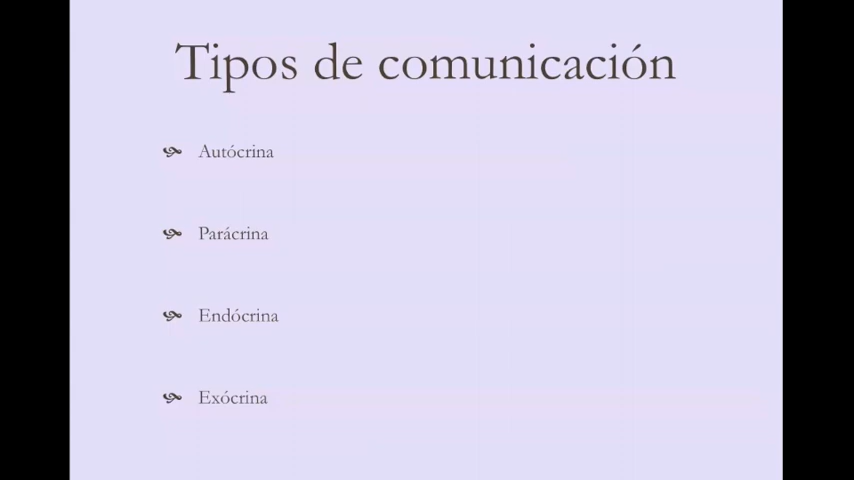 Tipos de comunicación
Autócrina
Parácrina
Endócrina
Exócrina